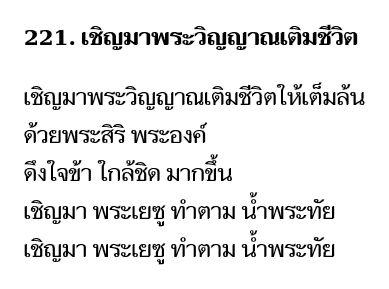 221. เชิญมาพระวิญญาณเติมชีวิต
เชิญมาพระวิญญาณเติมชีวิตให้เต็มล้น
ด้วยพระสิริ พระองค์
ดึงใจข้า ใกล้ชิด มากขึ้น
เชิญมา พระเยซู ทำตาม น้ำพระทัย
เชิญมา พระเยซู ทำตาม น้ำพระทัย